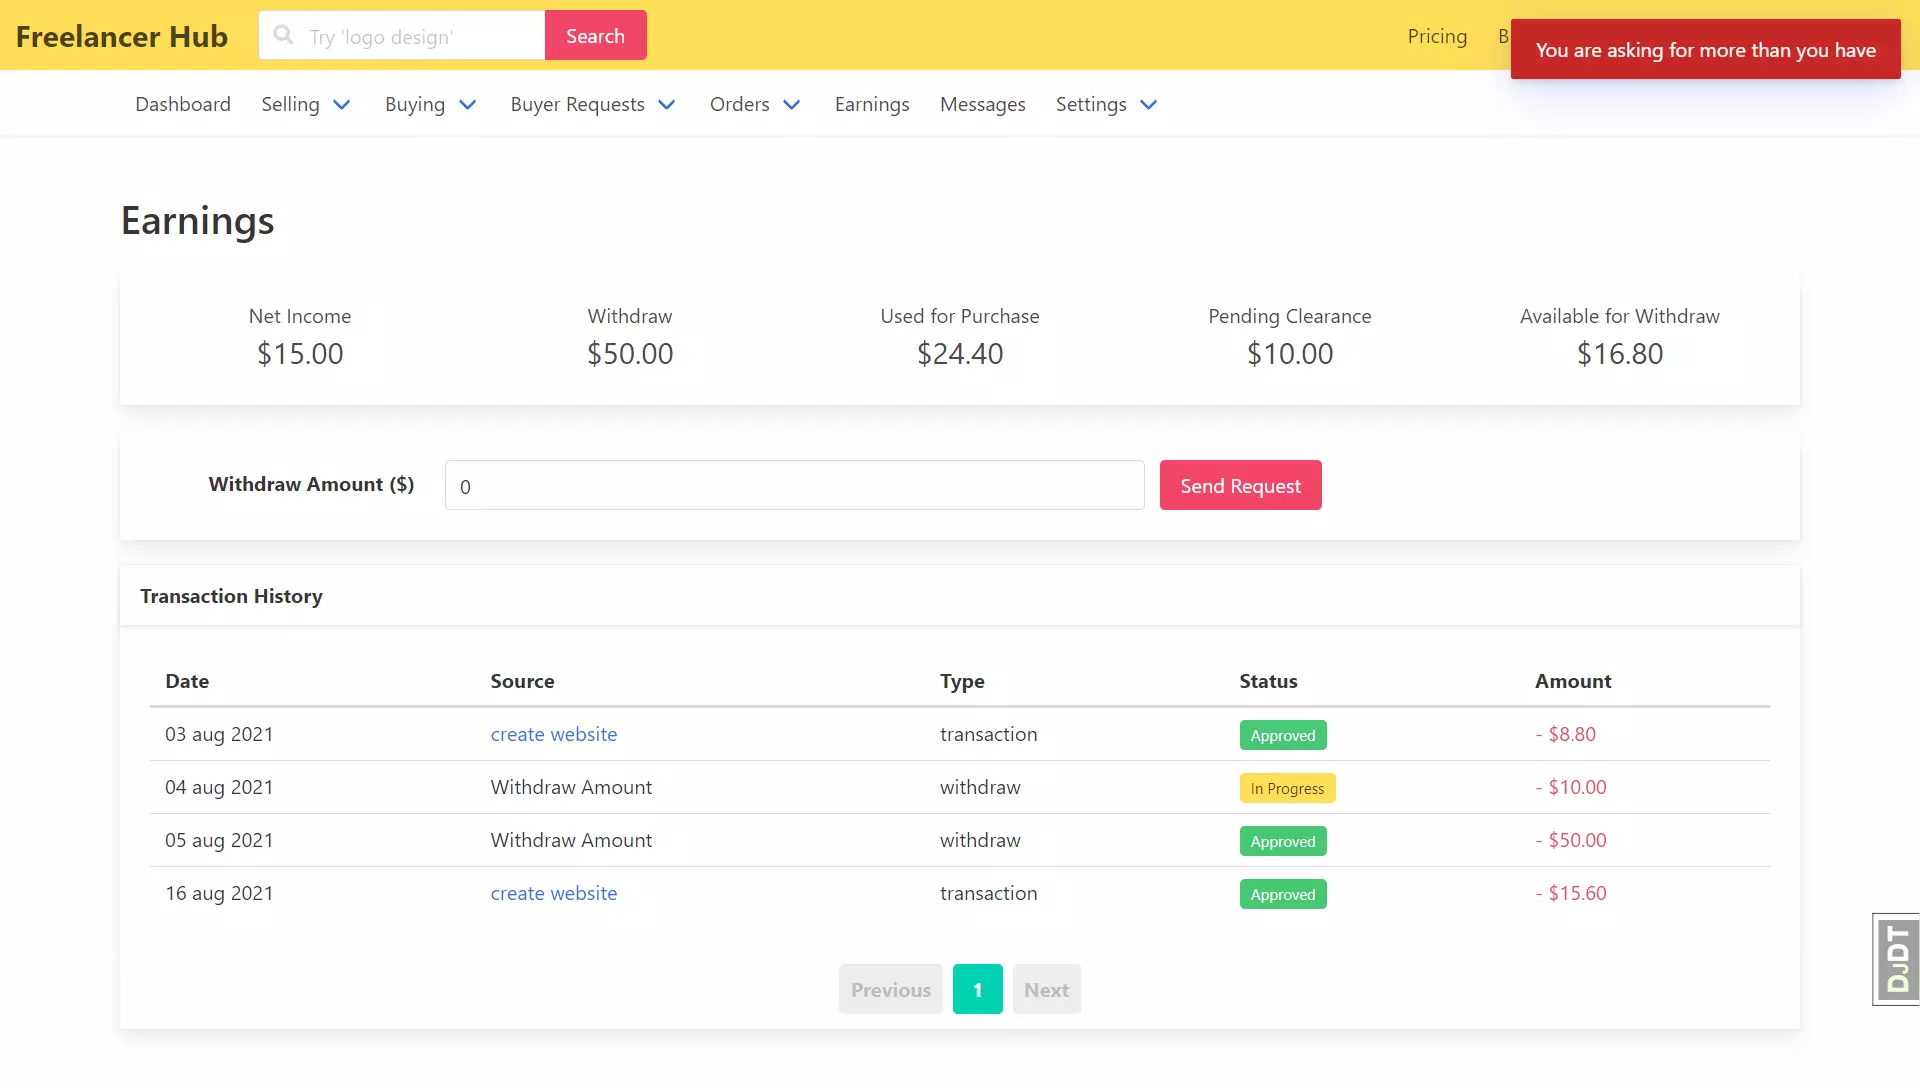 Freelancer Hub
Try 'logo design'
Search
Pricing
B
You are asking for more than you have
Dashboard
Selling
Buying
Buyer Requests
Orders
Earnings
Messages
Settings
Earnings
Net Income
$15.00
Withdraw
$50.00
Used for Purchase
$24.40
Pending Clearance
$10.00
Available for Withdraw
$16.80
Withdraw Amount ($)
0
Send Request
Transaction History
Date Source Type Status Amount
03 aug 2021 create website transaction Approved - $8.80
04 aug 2021 Withdraw Amount withdraw In Progress - $10.00
05 aug 2021 Withdraw Amount withdraw Approved - $50.00
16 aug 2021 create website transaction Approved - $15.60
Previous 1 Next
DJDT